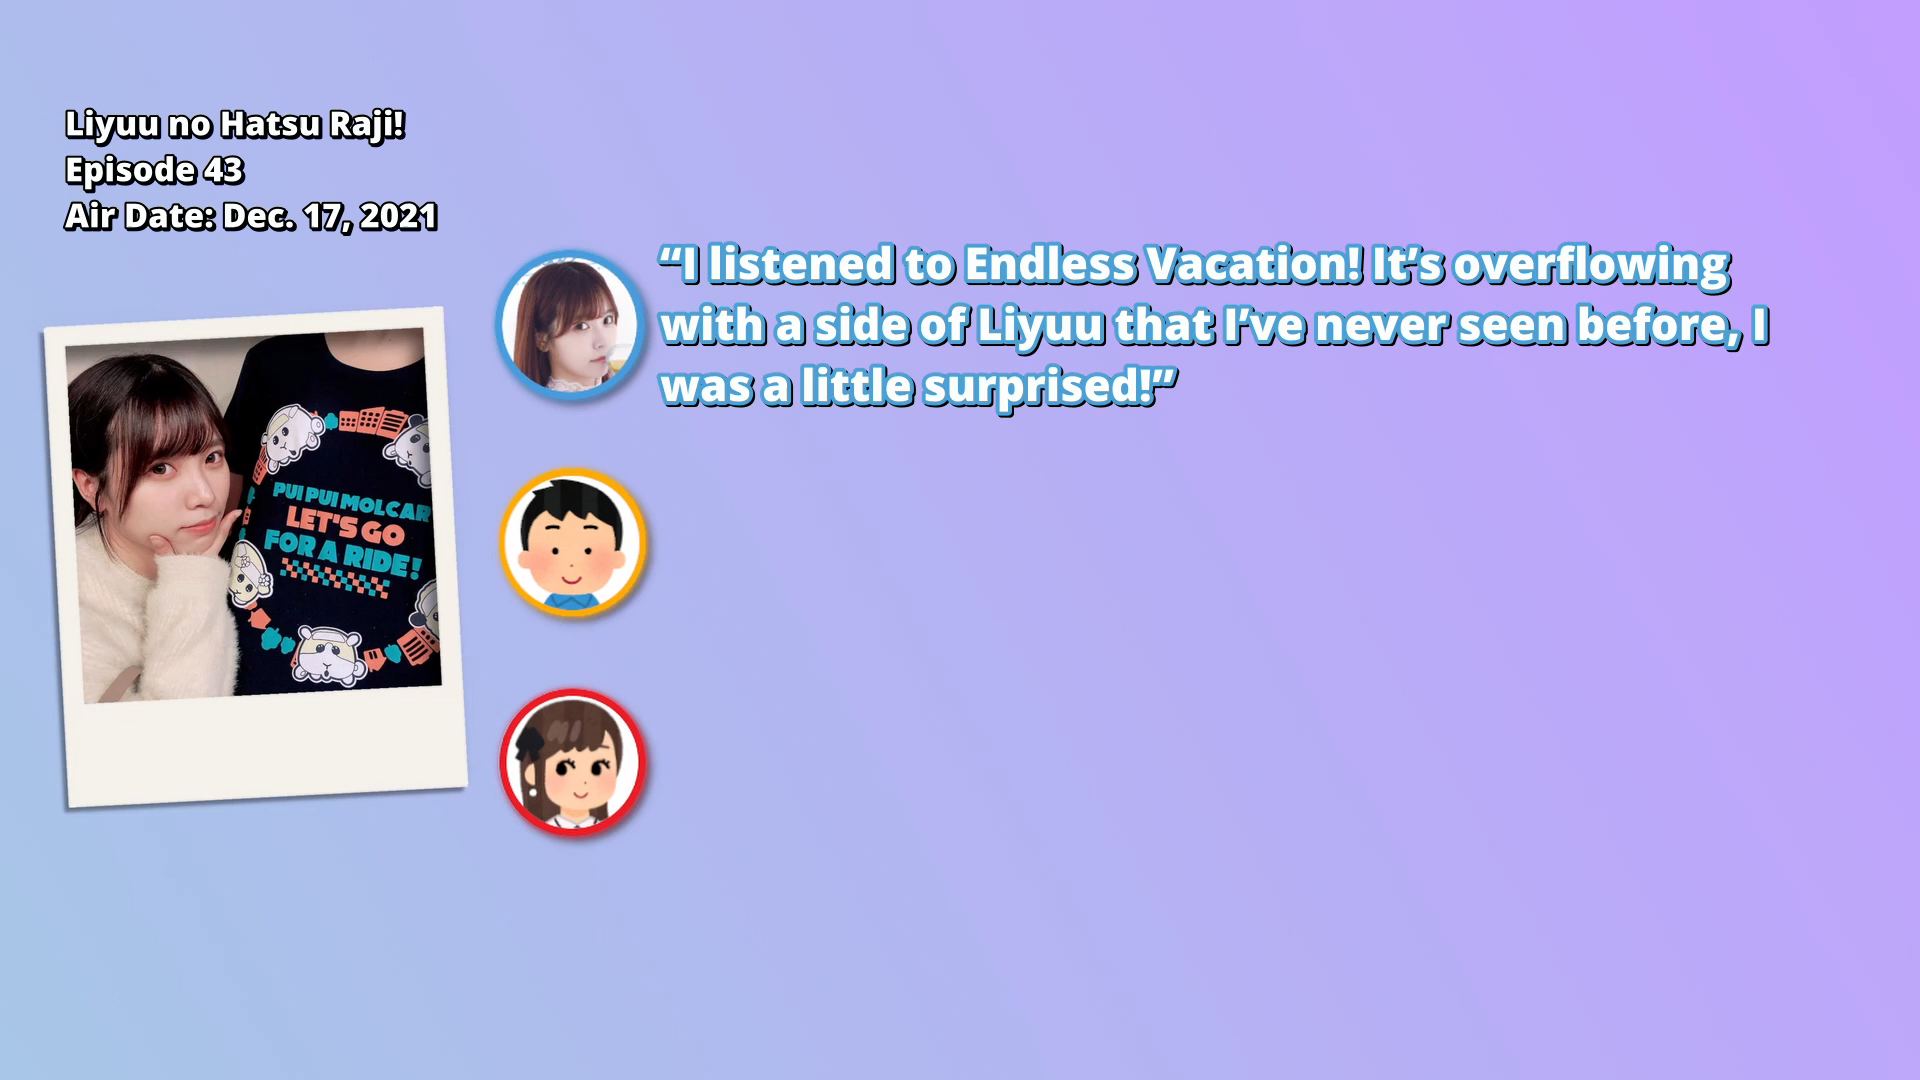 Liyuu no Hatsu Raji!
Episode 43
Air Date: Dec. 17, 2021
“I listened to Endless Vacation! It’s overflowing
with a side of Liyuu that I’ve never seen before, I
was a little surprised!”
PUI PUI MOLCAR
LET'S GO
FOR A RIDE!